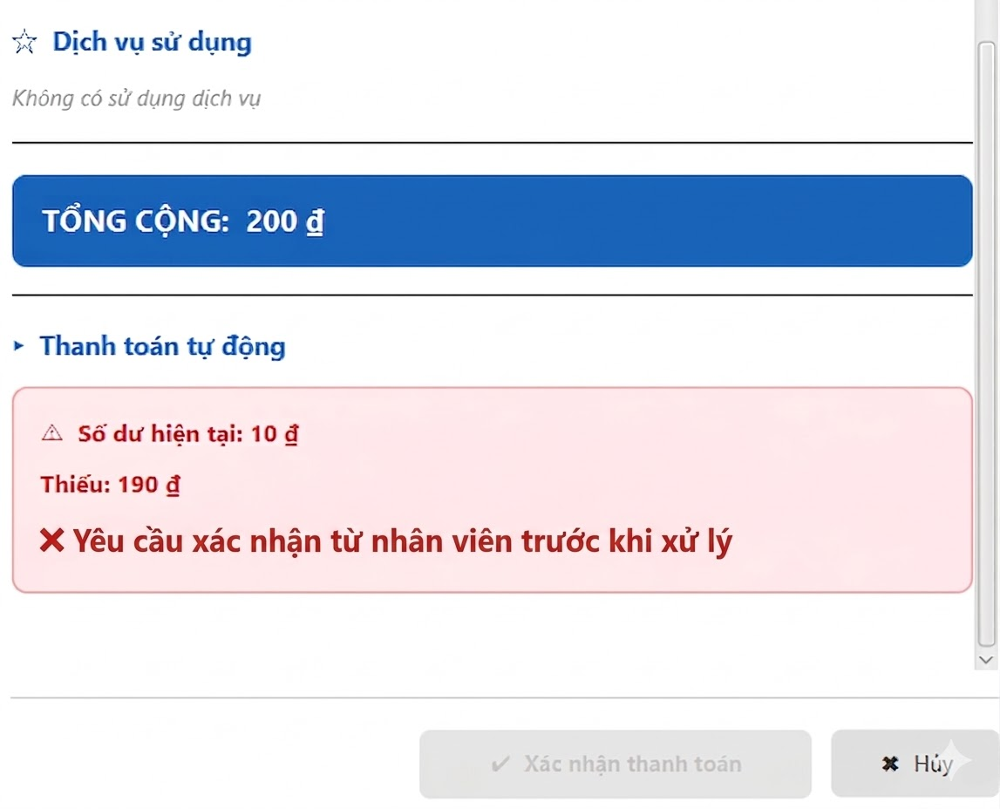 ☆ Dịch vụ sử dụng
Không có sử dụng dịch vụ
TỔNG CỘNG: 200 ₫
▸ Thanh toán tự động
⚠ Số dư hiện tại: 10 ₫
Thiếu: 190 ₫
❌ Yêu cầu xác nhận từ nhân viên trước khi xử lý
✔ Xác nhận thanh toán
✖ Hủy